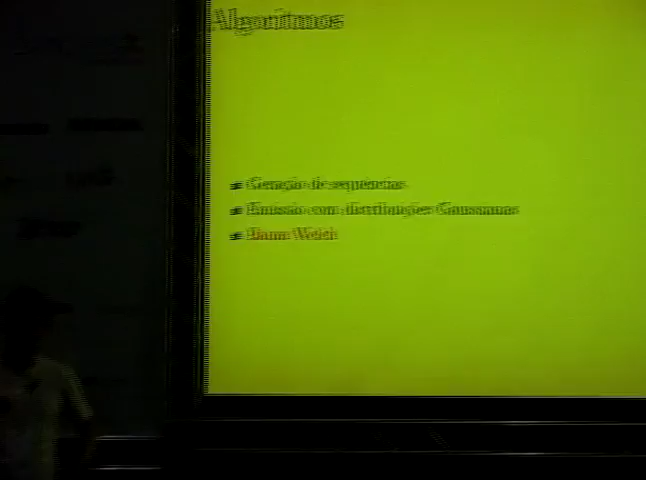 Algoritmos
Geração de sequências
Emissão com distribuições Gaussianas
Baum Welch